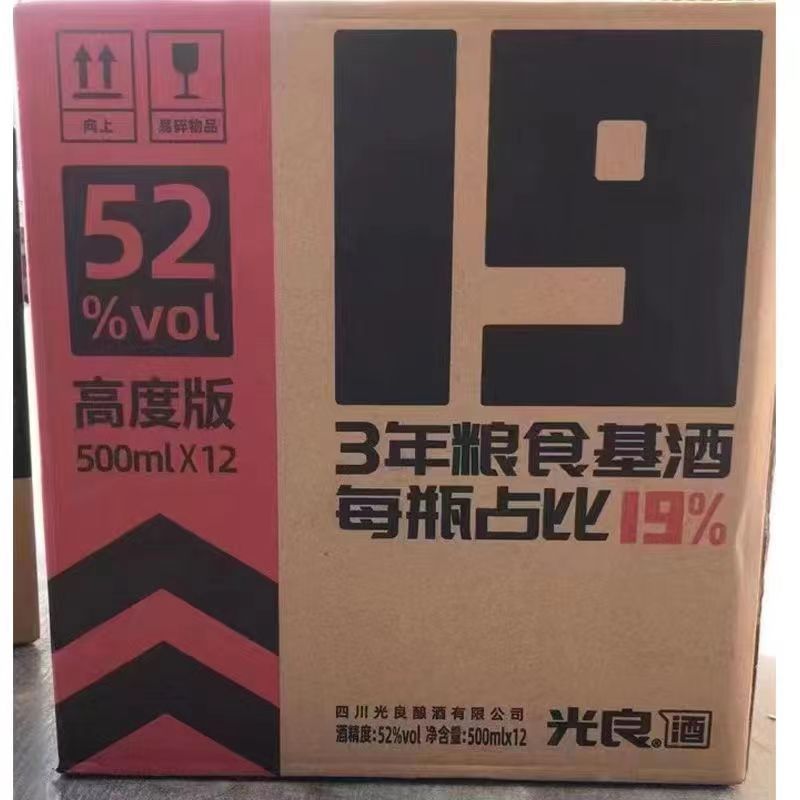 向上
易碎物品
52
%vol
高度版
500mlX12
19
3年粮食基酒
每瓶占比19%
四川光良酿酒有限公司
酒精度:52%vol 净含量:500mlx12
光良®酒